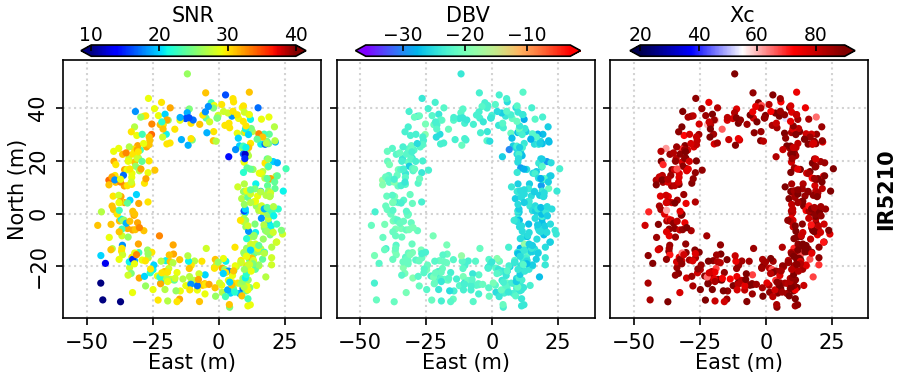 SNR DBV Xc
10 20 30 40 −30 −20 −10 20 40 60 80
North (m)
40
20
0
−20
IR5210
−50 −25 0 25 −50 −25 0 25 −50 −25 0 25
East (m) East (m) East (m)